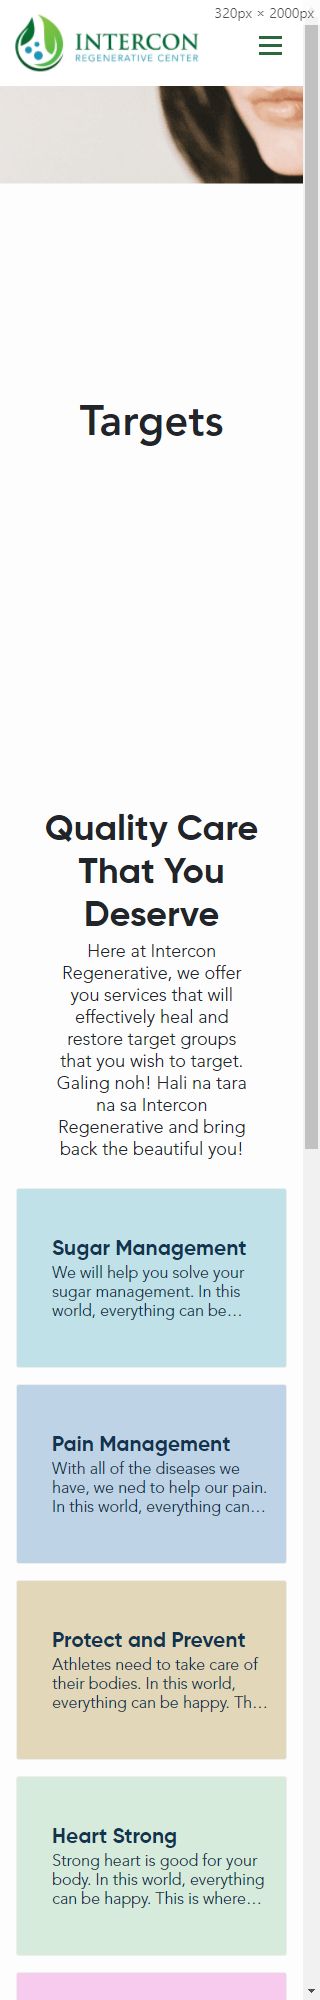 320px × 2000px
INTERCON
REGENERATIVE CENTER
Targets
Quality Care
That You
Deserve
Here at Intercon
Regenerative, we offer
you services that will
effectively heal and
restore target groups
that you wish to target.
Galing noh! Hali na tara
na sa Intercon
Regenerative and bring
back the beautiful you!
Sugar Management
We will help you solve your
sugar management. In this
world, everything can be...
Pain Management
With all of the diseases we
have, we ned to help our pain.
In this world, everything can...
Protect and Prevent
Athletes need to take care of
their bodies. In this world,
everything can be happy. Th...
Heart Strong
Strong heart is good for your
body. In this world, everything
can be happy. This is where...